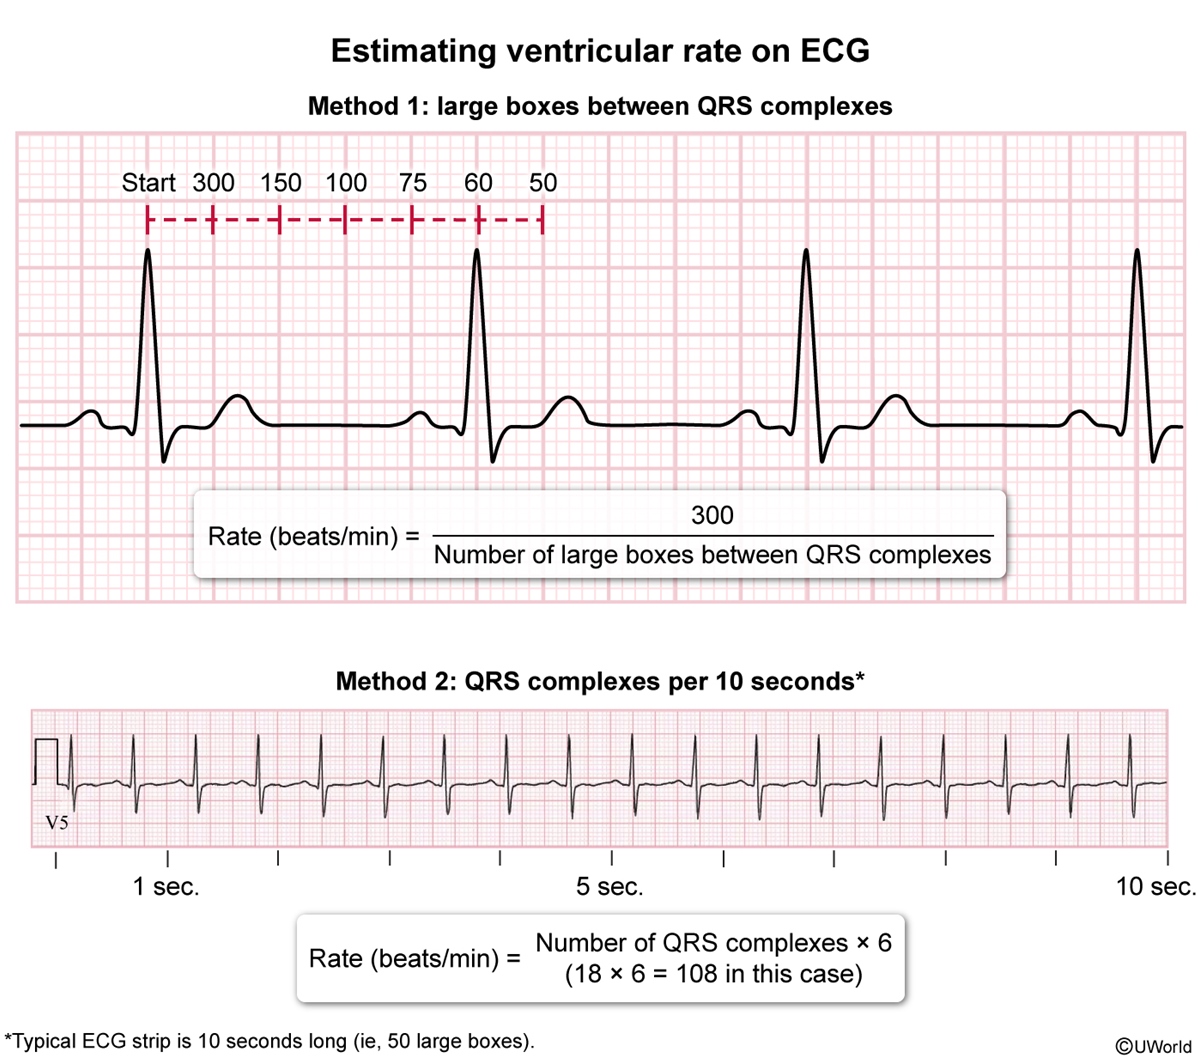 Estimating ventricular rate on ECG
Method 1: large boxes between QRS complexes
Start 300 150 100 75 60 50
Rate (beats/min) =
300
Number of large boxes between QRS complexes
Method 2: QRS complexes per 10 seconds*
V5
1 sec. 5 sec. 10 sec.
Rate (beats/min) =
Number of QRS complexes × 6
(18 × 6 = 108 in this case)
*Typical ECG strip is 10 seconds long (ie, 50 large boxes).
©UWorld